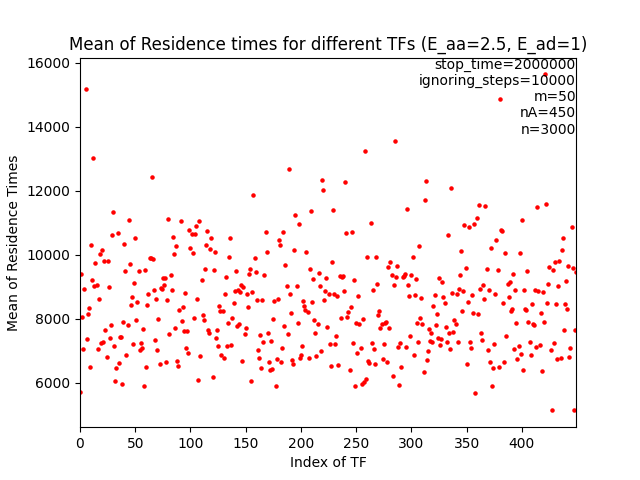 Mean of Residence times for different TFs (E_aa=2.5, E_ad=1)
stop_time=2000000
ignoring_steps=10000
m=50
nA=450
n=3000
Mean of Residence Times
16000
14000
12000
10000
8000
6000
0 50 100 150 200 250 300 350 400
Index of TF